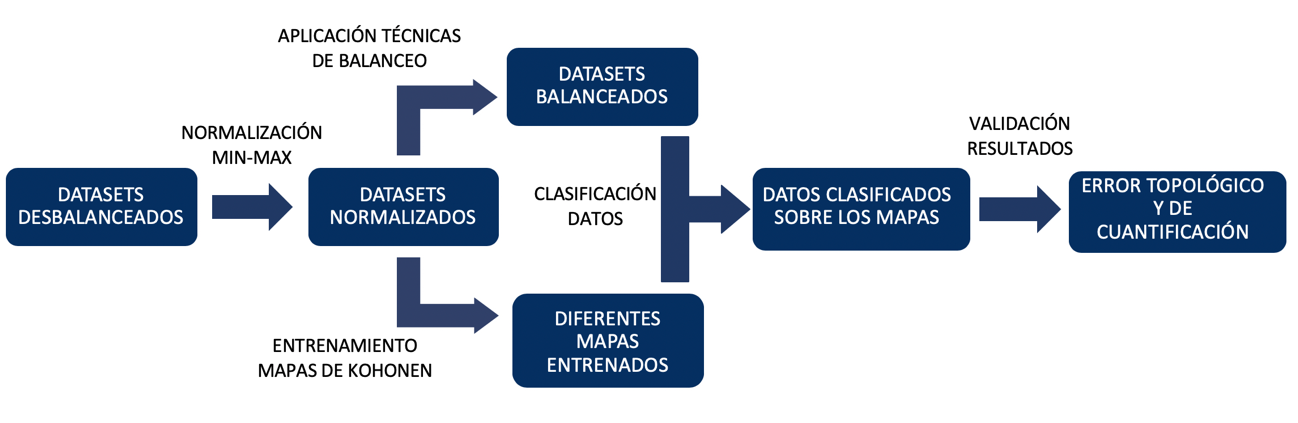 APLICACIÓN TÉCNICAS
DE BALANCEO
DATASETS
BALANCEADOS
NORMALIZACIÓN
MIN-MAX
VALIDACIÓN
RESULTADOS
DATASETS
DESBALANCEADOS
DATASETS
NORMALIZADOS
CLASIFICACIÓN
DATOS
DATOS CLASIFICADOS
SOBRE LOS MAPAS
ERROR TOPOLÓGICO
Y DE
CUANTIFICACIÓN
ENTRENAMIENTO
MAPAS DE KOHONEN
DIFERENTES
MAPAS
ENTRENADOS